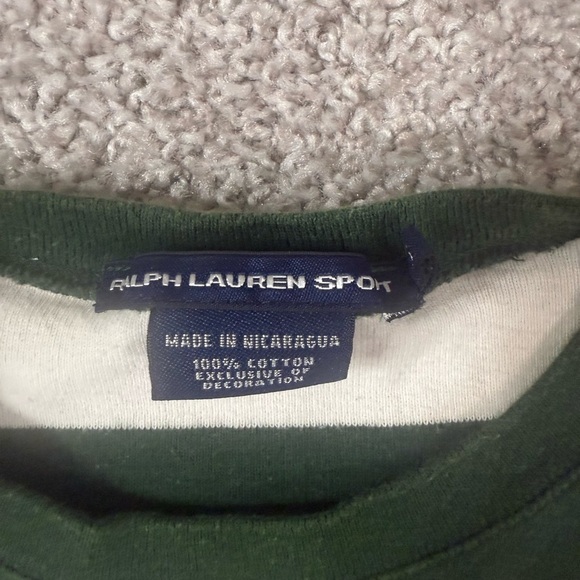 RALPH LAUREN SPORT
MADE IN NICARAGUA
100% COTTON
EXCLUSIVE OF
DECORATION